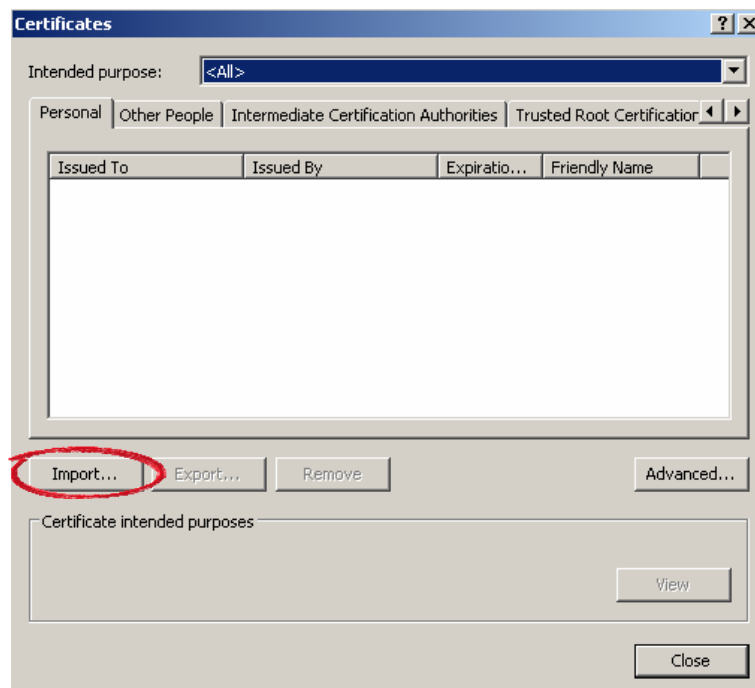 Certificates
Intended purpose: <All>
Personal Other People Intermediate Certification Authorities Trusted Root Certification
Issued To Issued By Expiratio... Friendly Name
Import... Export... Remove Advanced...
Certificate intended purposes
View
Close